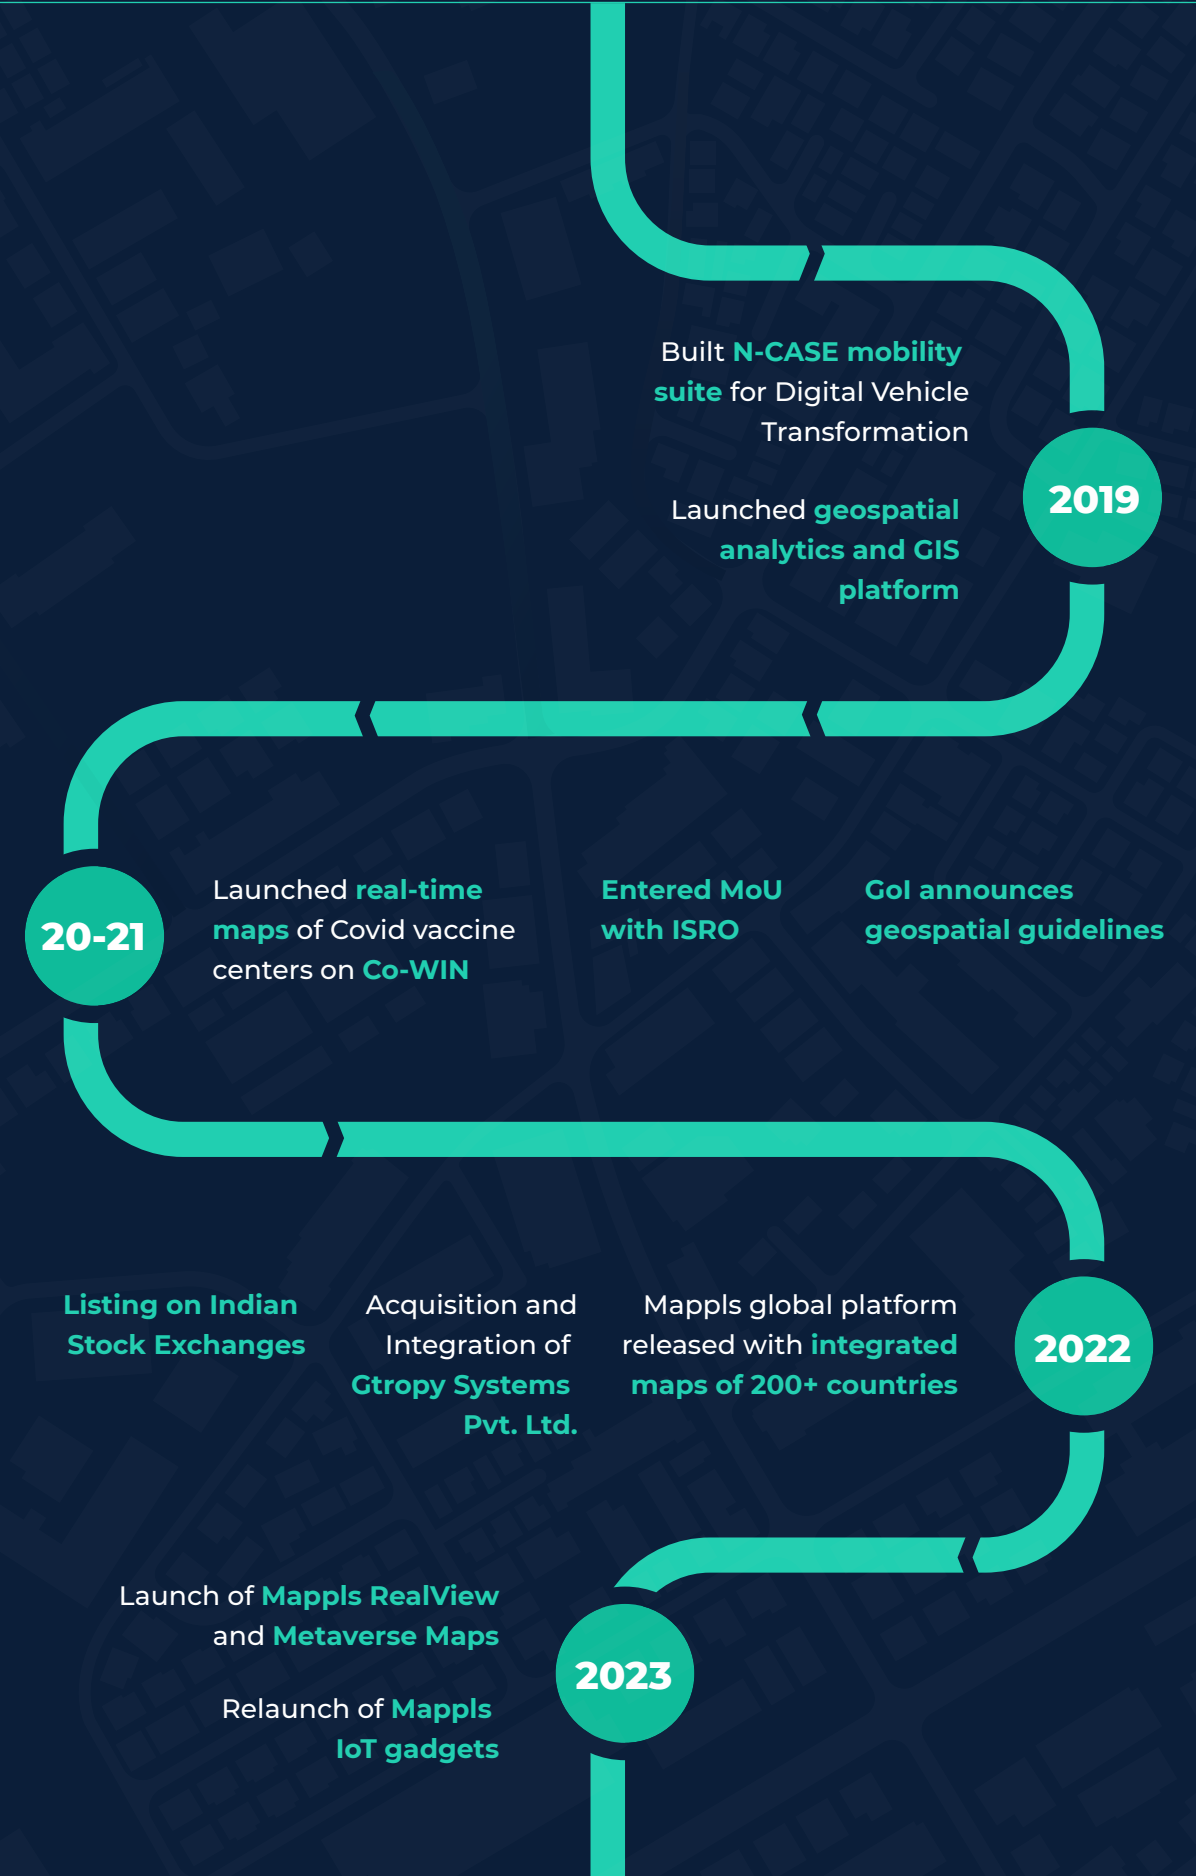 Built N-CASE mobility
suite for Digital Vehicle
Transformation
Launched geospatial
analytics and GIS
platform
2019
20-21
Launched real-time
maps of Covid vaccine
centers on Co-WIN
Entered MoU
with ISRO
GoI announces
geospatial guidelines
Listing on Indian
Stock Exchanges
Acquisition and
Integration of
Gtropy Systems
Pvt. Ltd.
Mappls global platform
released with integrated
maps of 200+ countries
2022
Launch of Mappls RealView
and Metaverse Maps
Relaunch of Mappls
IoT gadgets
2023